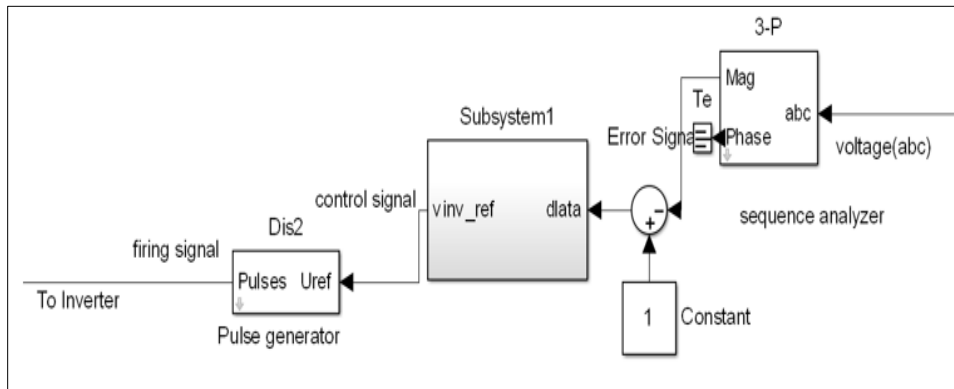 3-P
Mag
Te
abc
Subsystem1
Error Signa
Phase
voltage(abc)
control signal
vinv_ref
dlata
-
+
sequence analyzer
Dis2
firing signal
Pulses
Uref
To Inverter
1
Constant
Pulse generator